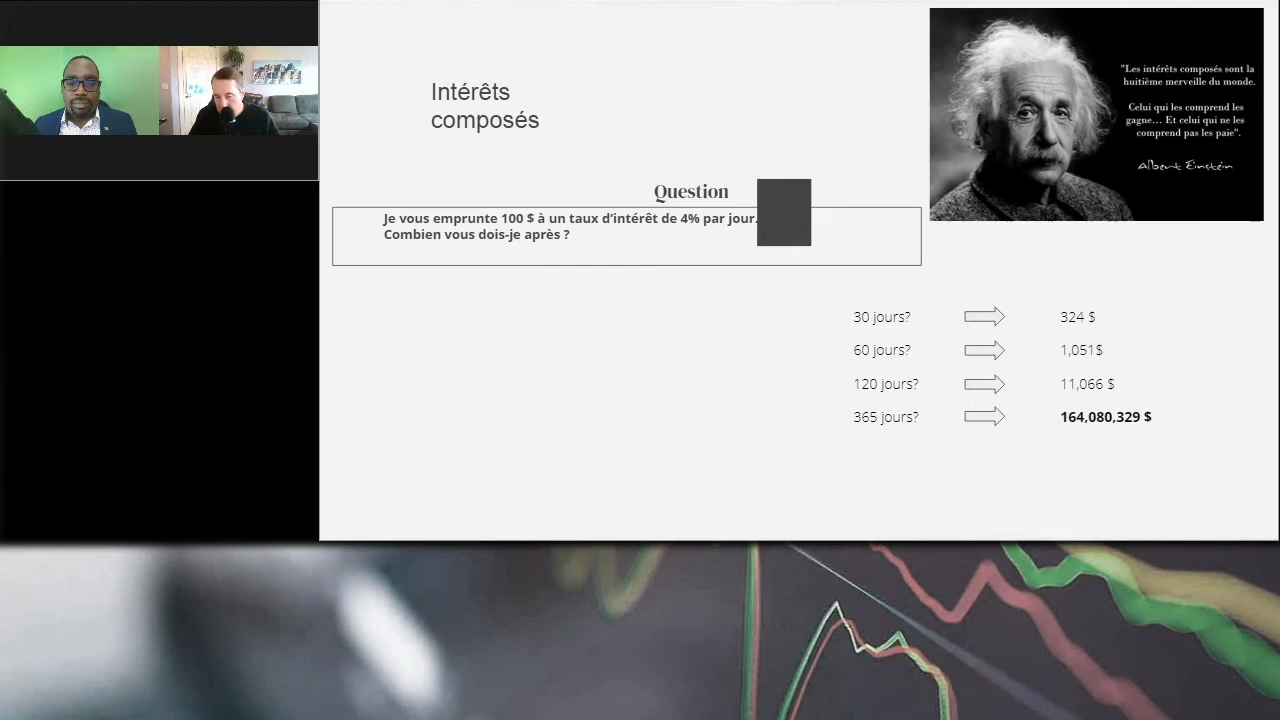 Intérêts
composés
"Les intérêts composés sont la
huitième merveille du monde.
Celui qui les comprend les
gagne... Et celui qui ne les
comprend pas les paie".
Albert Einstein
Question
Je vous emprunte 100 $ à un taux d'intérêt de 4% par jour.
Combien vous dois-je après ?
30 jours? 324 $
60 jours? 1,051$
120 jours? 11,066 $
365 jours? 164,080,329 $